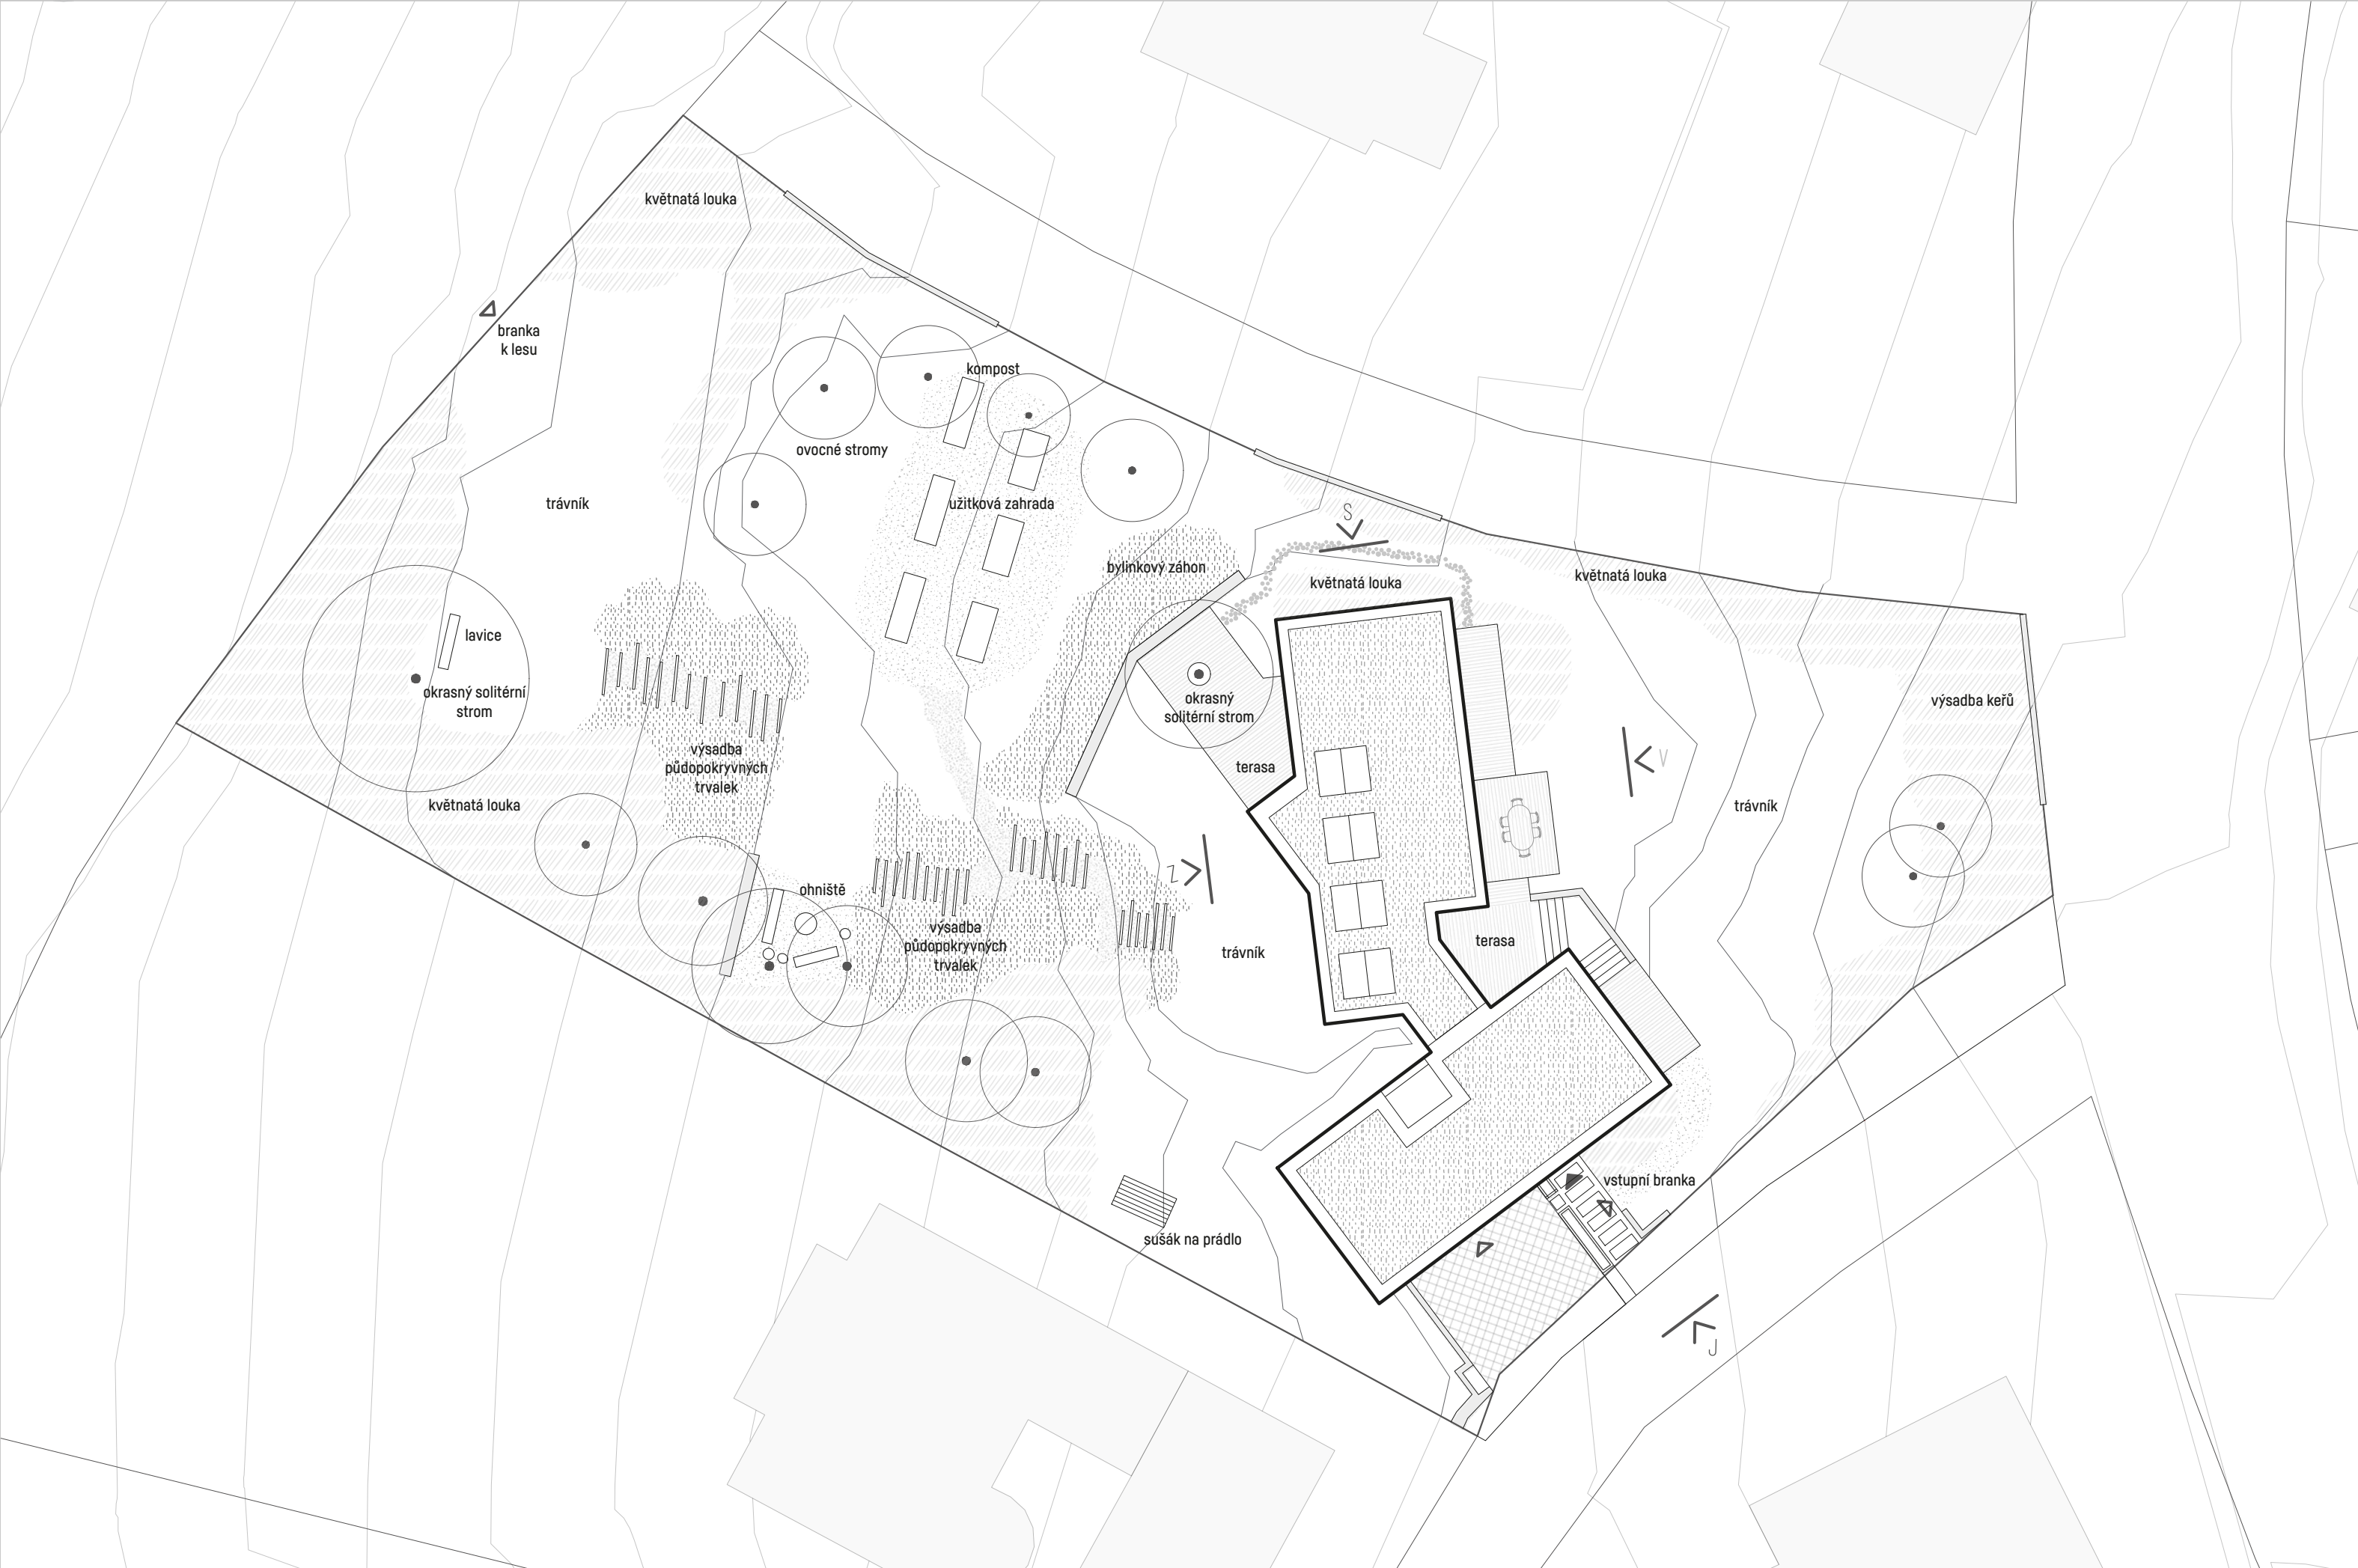 květnatá louka
branka
k lesu
kompost
ovocné stromy
trávník
užitková zahrada
S
bylinkový záhon
květnatá louka
květnatá louka
lavice
okrasný solitérní
strom
okrasný
solitérní strom
výsadba keřů
výsadba
půdopokryvných
trvalek
terasa
V
květnatá louka
trávník
Z
ohniště
výsadba
půdopokryvných
trvalek
trávník
terasa
vstupní branka
sušák na prádlo
J